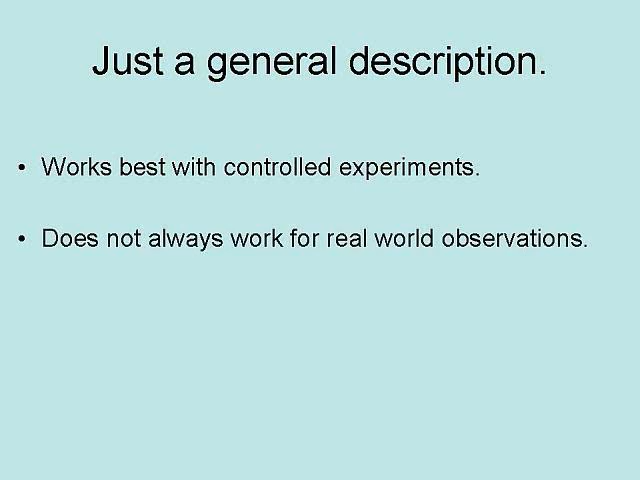 Just a general description.
• Works best with controlled experiments.
• Does not always work for real world observations.